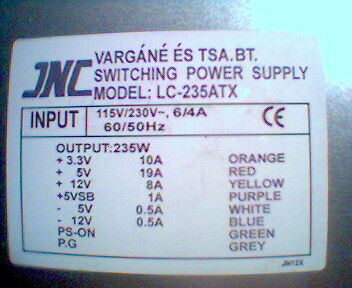 JNC
VARGÁNÉ ÉS TSA.BT.
SWITCHING POWER SUPPLY
MODEL: LC-235ATX
INPUT 115V/230V~, 6/4A CE
60/50Hz
OUTPUT:235W
+ 3.3V 10A ORANGE
+ 5V 19A RED
+ 12V 8A YELLOW
+5VSB 1A PURPLE
- 5V 0.5A WHITE
- 12V 0.5A BLUE
PS-ON GREEN
P.G GREY